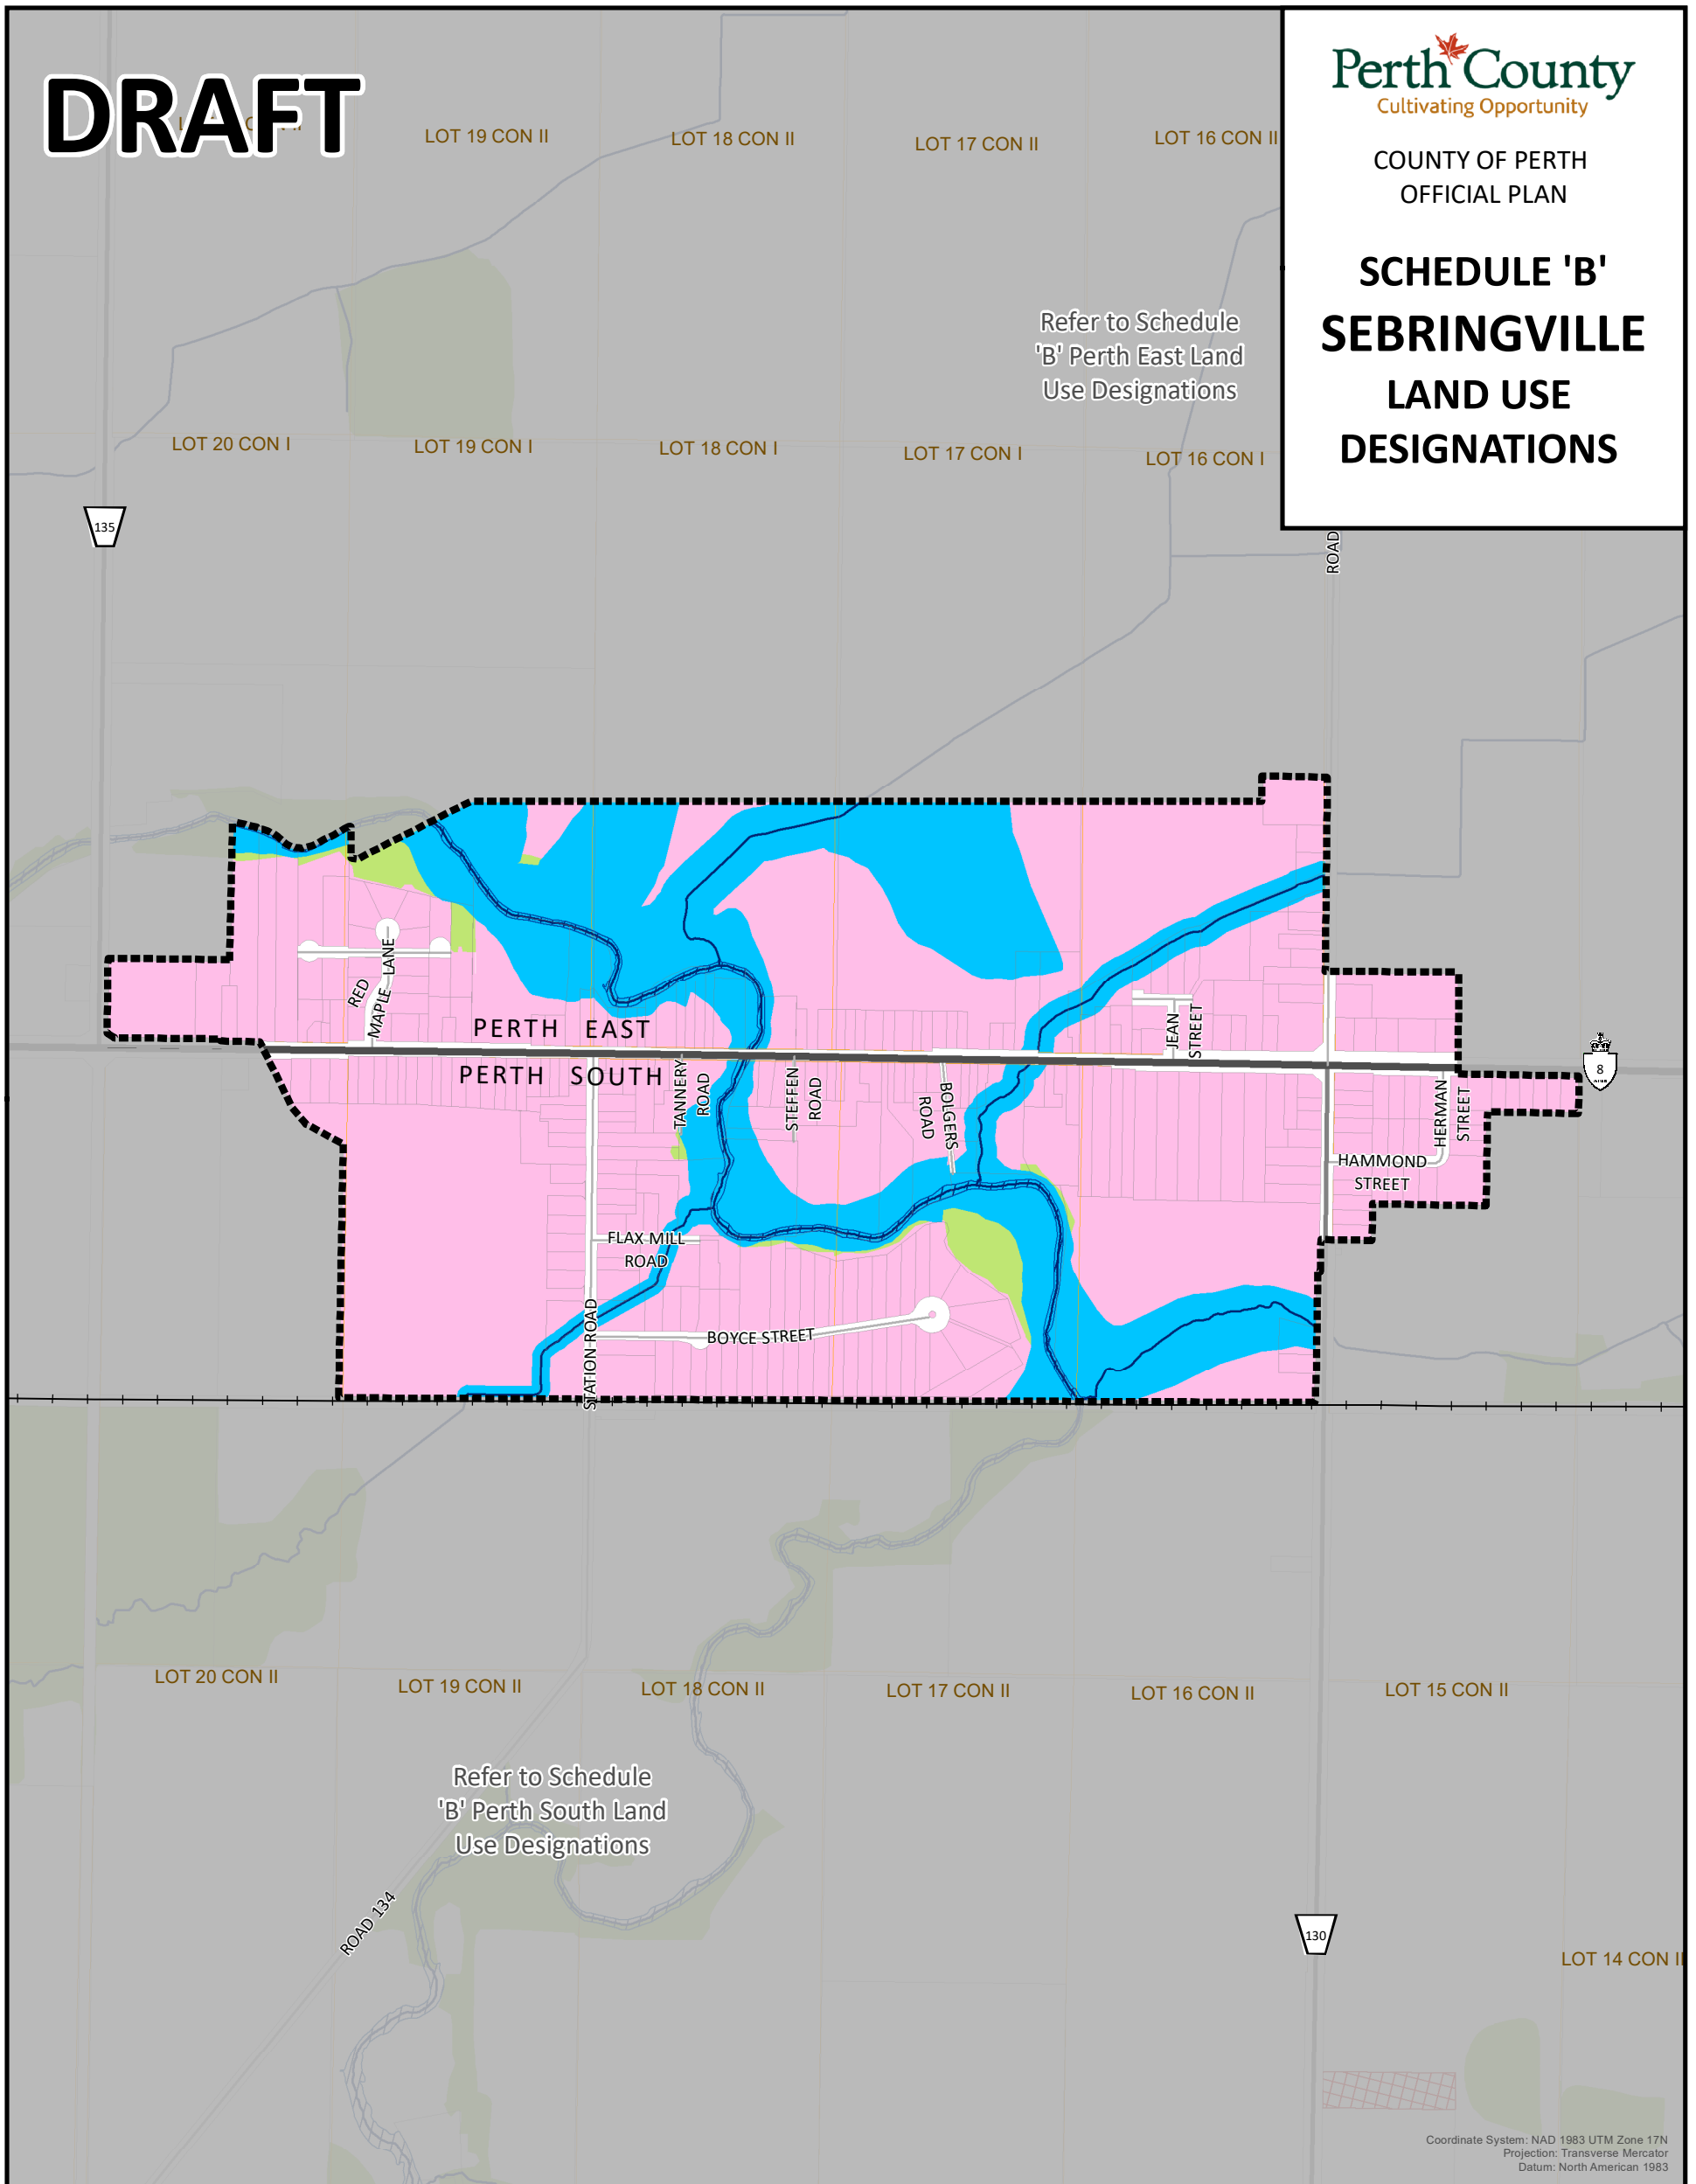 DRAFT
Perth County
Cultivating Opportunity
COUNTY OF PERTH
OFFICIAL PLAN
SCHEDULE 'B'
SEBRINGVILLE
LAND USE
DESIGNATIONS
LOT 19 CON II
LOT 18 CON II
LOT 17 CON II
LOT 16 CON II
Refer to Schedule
'B' Perth East Land
Use Designations
LOT 20 CON I
LOT 19 CON I
LOT 18 CON I
LOT 17 CON I
LOT 16 CON I
135
ROAD
RED
MAPLE LANE
PERTH EAST
PERTH SOUTH
TANNERY
ROAD
STEFFEN
ROAD
BOLGERS
ROAD
JEAN
STREET
8
HERMAN
STREET
HAMMOND
STREET
FLAX MILL
ROAD
STATION ROAD
BOYCE STREET
LOT 20 CON II
LOT 19 CON II
LOT 18 CON II
LOT 17 CON II
LOT 16 CON II
LOT 15 CON II
Refer to Schedule
'B' Perth South Land
Use Designations
ROAD 134
130
LOT 14 CON II
Coordinate System: NAD 1983 UTM Zone 17N
Projection: Transverse Mercator
Datum: North American 1983